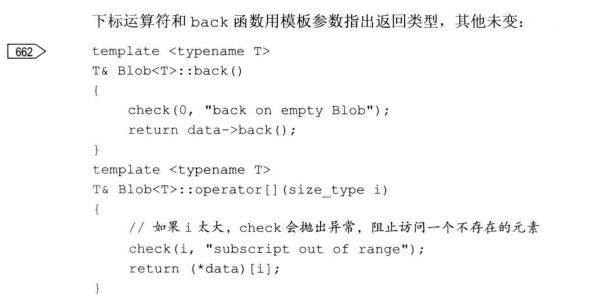 下标运算符和 back 函数用模板参数指出返回类型，其他未变：
662
template <typename T>
T& Blob<T>::back()
{
    check(0, "back on empty Blob");
    return data->back();
}
template <typename T>
T& Blob<T>::operator[](size_type i)
{
    // 如果 i 太大，check 会抛出异常，阻止访问一个不存在的元素
    check(i, "subscript out of range");
    return (*data)[i];
}